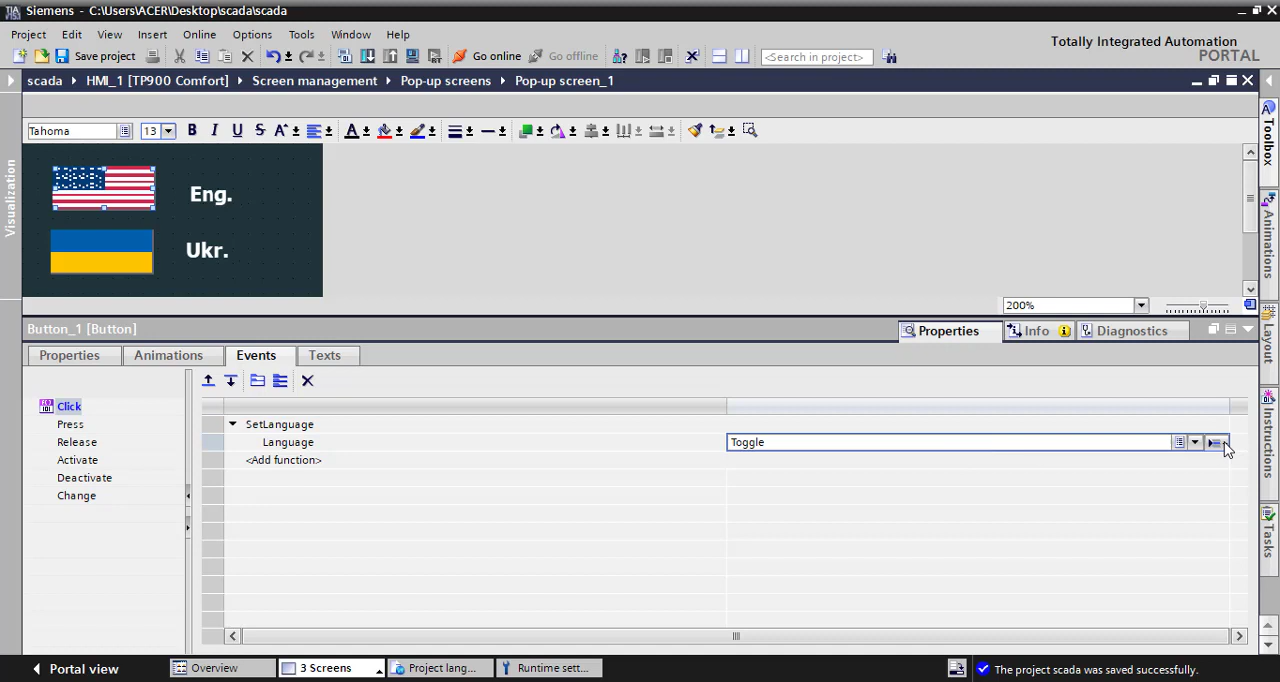 Siemens - C:\Users\ACER\Desktop\scada\scada
Project Edit View Insert Online Options Tools Window Help
Totally Integrated Automation
PORTAL
Save project Go online Go offline <Search in project>
scada HMI_1 [TP900 Comfort] Screen management Pop-up screens Pop-up screen_1
Tahoma 13 B I U S A
Eng.
Ukr.
Visualization
200%
Button_1 [Button]
Properties Info Diagnostics
Properties Animations Events Texts
Click
Press
Release
Activate
Deactivate
Change
SetLanguage
Language Toggle
<Add function>
Toolbox
Animations
Layout
Instructions
Tasks
Portal view Overview 3 Screens Project lang... Runtime sett... The project scada was saved successfully.